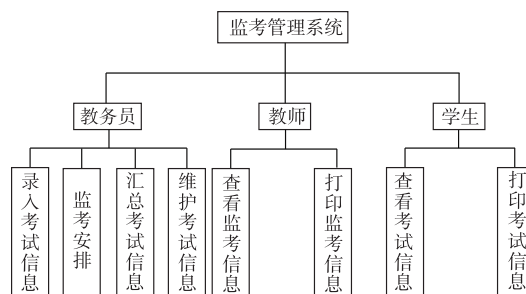 监考管理系统
教务员
教师
学生
录入考试信息
监考安排
汇总考试信息
维护考试信息
查看监考信息
打印监考信息
查看考试信息
打印考试信息